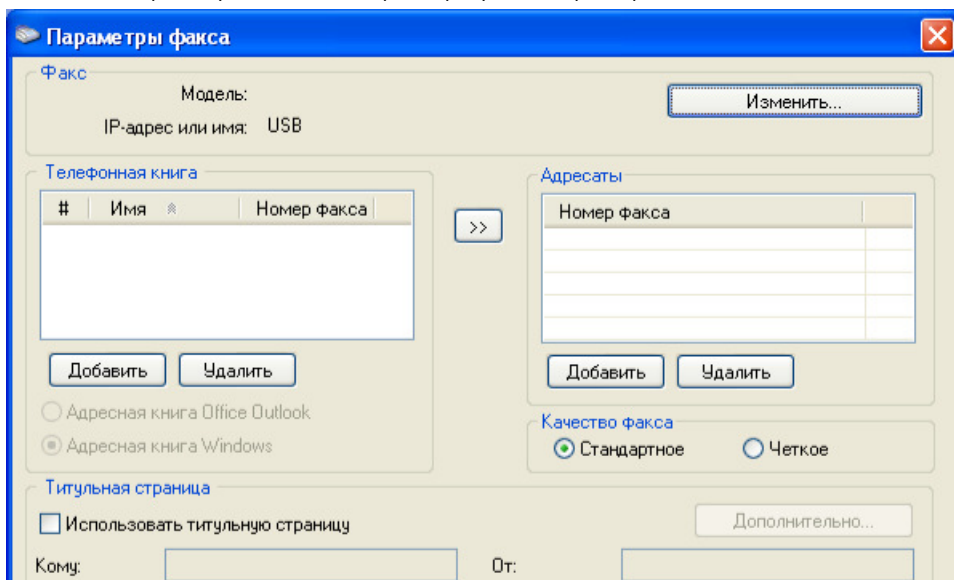 Параметры факса
Факс
Модель:
Изменить...
IP-адрес или имя: USB
Телефонная книга
Адресаты
# Имя Номер факса
>>
Номер факса
Добавить Удалить
Добавить Удалить
Адресная книга Office Outlook
Адресная книга Windows
Качество факса
Стандартное Четкое
Титульная страница
Использовать титульную страницу
Дополнительно...
Кому: От: